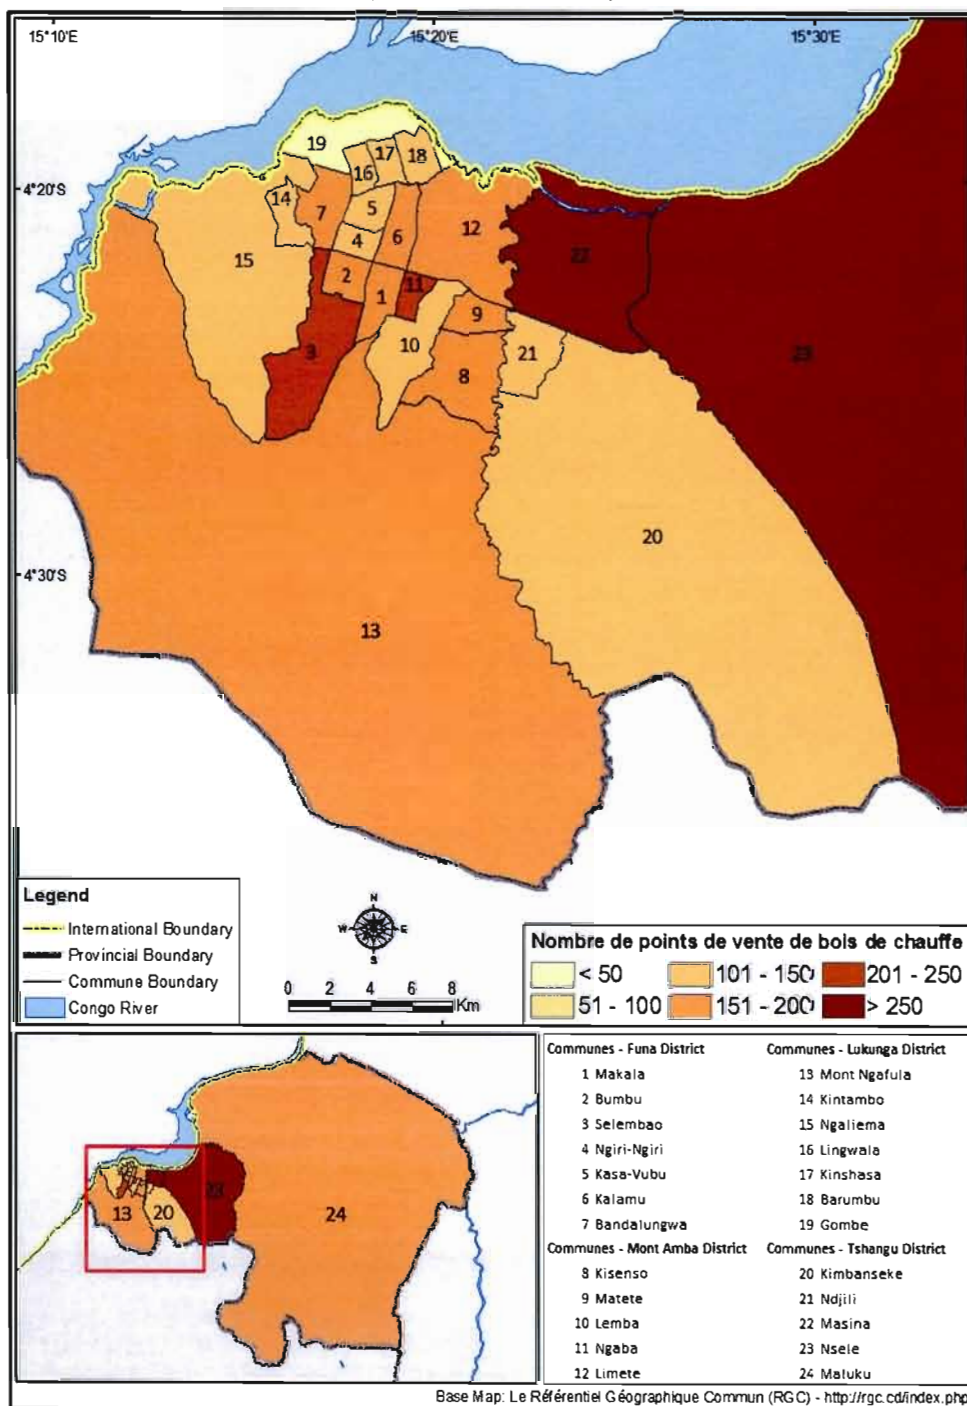 15°10'E 15°20'E 15°30'E
19
17
18
16
4°20'S
14
5
7
12
6
4
15
22
2
11
1
9
3
10
21
23
8
20
4°30'S
13
Legend
International Boundary
Provincial Boundary
Commune Boundary
Congo River
N
W E
S
0 2 4 6 8
Km
Nombre de points de vente de bois de chauffe
< 50 101 - 150 201 - 250
51 - 100 151 - 200 > 250
23
13 20 24
Communes - Funa District
1 Makala
2 Bumbu
3 Selembao
4 Ngiri-Ngiri
5 Kasa-Vubu
6 Kalamu
7 Bandalungwa
Communes - Mont Amba District
8 Kisenso
9 Matete
10 Lemba
11 Ngaba
12 Limete
Communes - Lukunga District
13 Mont Ngafula
14 Kintambo
15 Ngaliema
16 Lingwala
17 Kinshasa
18 Barumbu
19 Gombe
Communes - Tshangu District
20 Kimbanseke
21 Ndjili
22 Masina
23 Nsele
24 Maluku
Base Map: Le Référentiel Géographique Commun (RGC) - http://rgc.cd/index.php